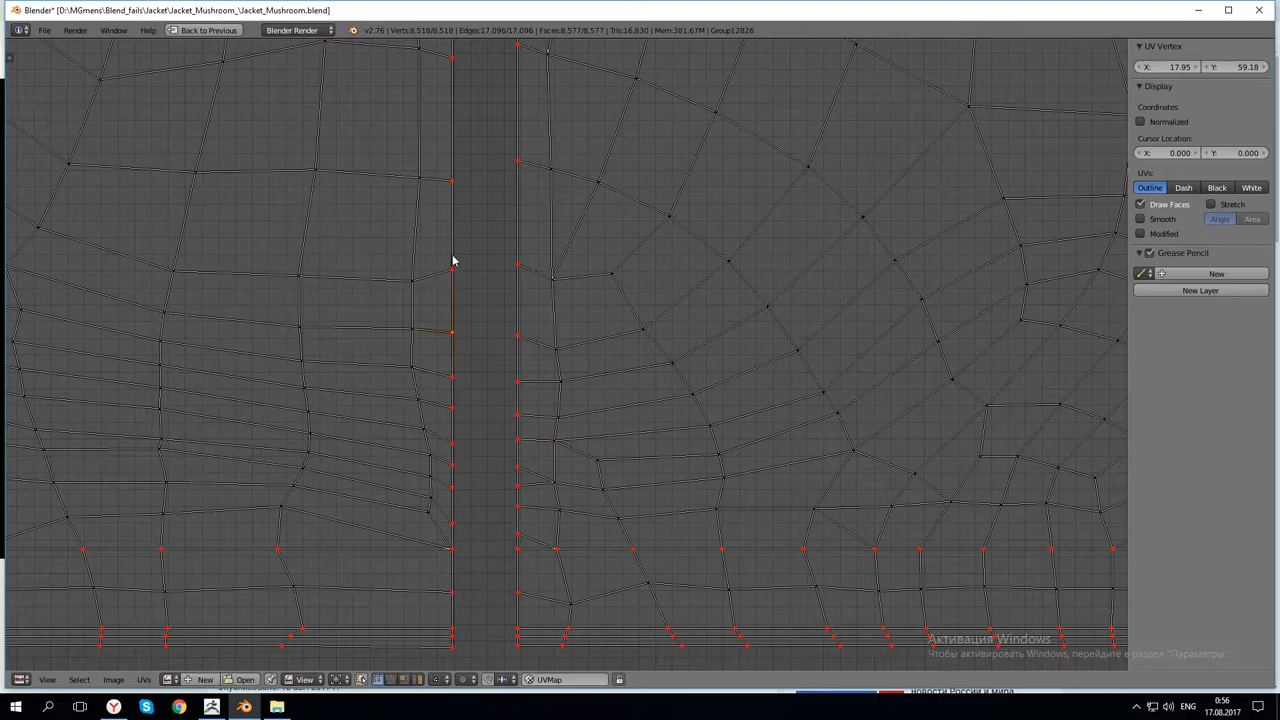 Blender* [D:\MGmens\Blend_fails\Jacket\Jacket_Mushroom_\Jacket_Mushroom.blend]
File Render Window Help Back to Previous Blender Render v2.76 | Verts:8,518/8,518 | Edges:17,096/17,096 | Faces:8,577/8,577 | Tris:16,830 | Mem:381.67M | Group12826
UV Vertex
X: 17.95 Y: 59.18
Display
Coordinates:
Normalized
Cursor Location:
X: 0.000 Y: 0.000
UVs:
Outline Dash Black White
Draw Faces Stretch
Smooth Angle Area
Modified
Grease Pencil
New
New Layer
Активация Windows
Чтобы активировать Windows, перейдите в раздел "Параметры".
View Select Image UVs New Open View UVMap
новости России и мира
ENG 0:56
17.08.2017